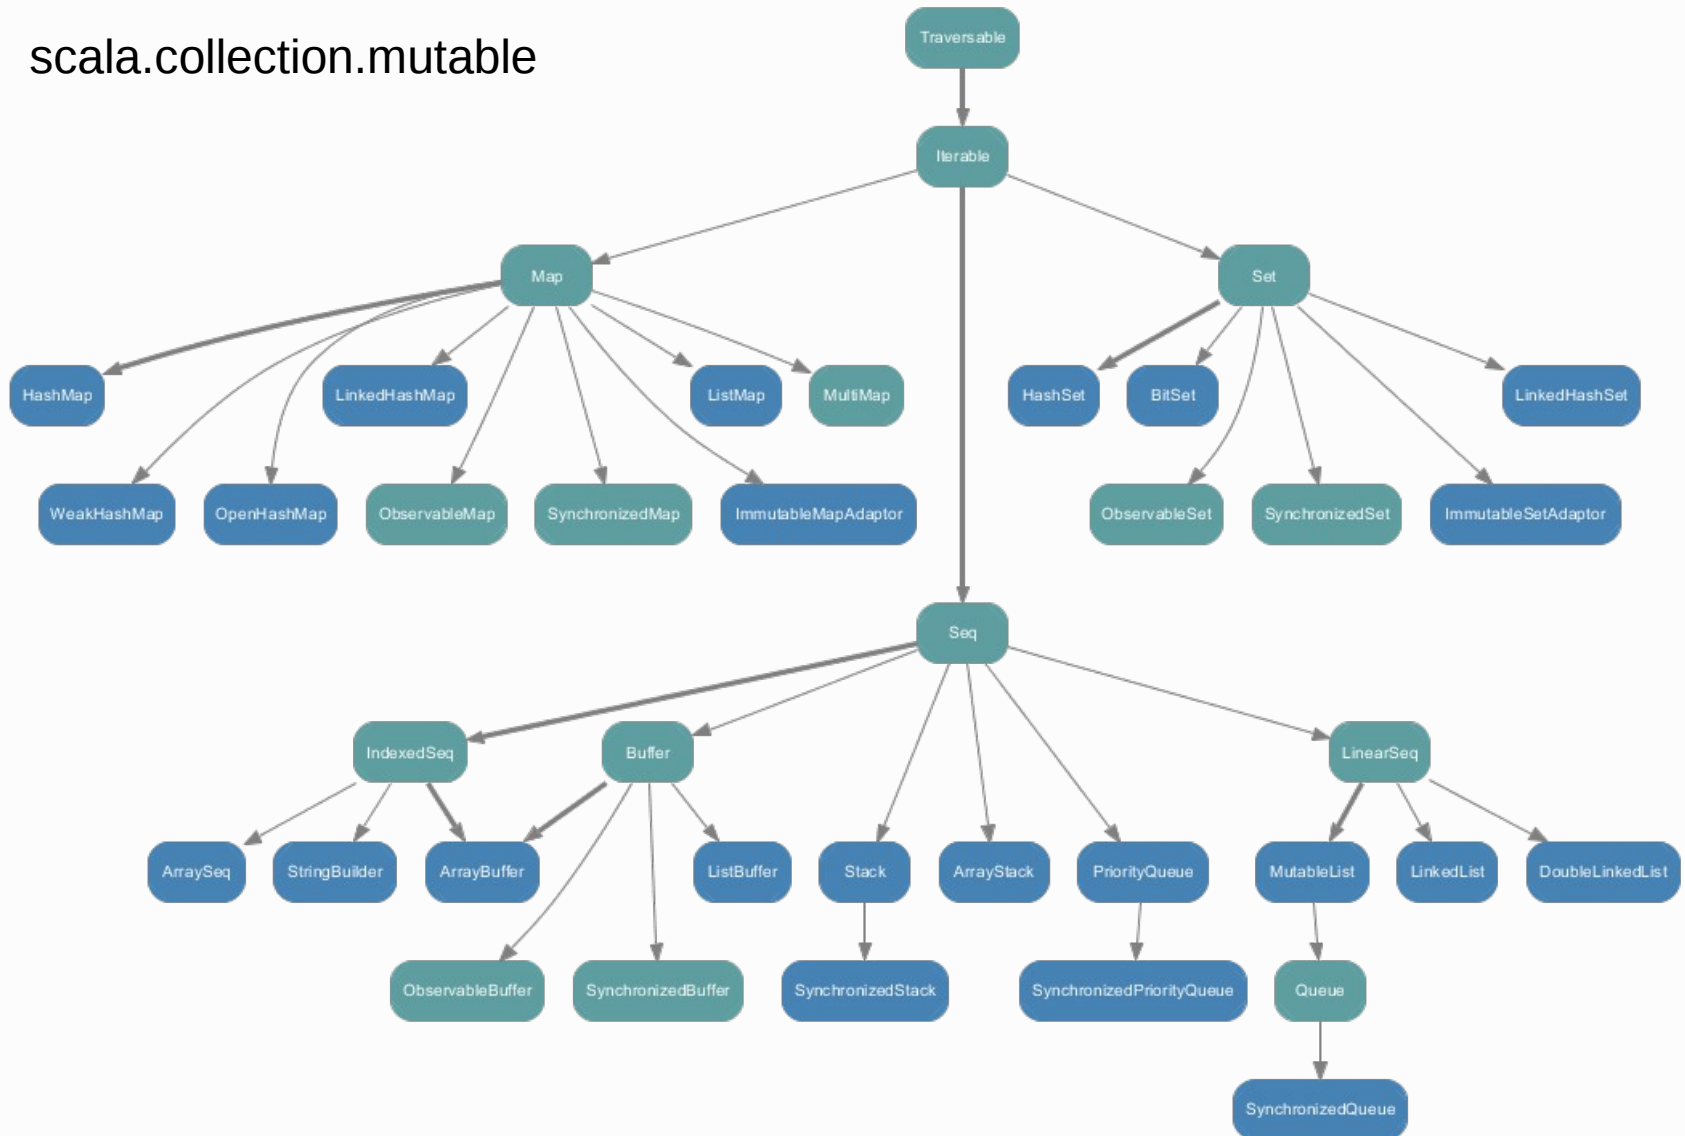 scala.collection.mutable
Traversable
Iterable
Map
Set
HashMap
LinkedHashMap
ListMap
MultiMap
HashSet
BitSet
LinkedHashSet
WeakHashMap
OpenHashMap
ObservableMap
SynchronizedMap
ImmutableMapAdaptor
ObservableSet
SynchronizedSet
ImmutableSetAdaptor
Seq
IndexedSeq
Buffer
LinearSeq
ArraySeq
StringBuilder
ArrayBuffer
ListBuffer
Stack
ArrayStack
PriorityQueue
MutableList
LinkedList
DoubleLinkedList
ObservableBuffer
SynchronizedBuffer
SynchronizedStack
SynchronizedPriorityQueue
Queue
SynchronizedQueue